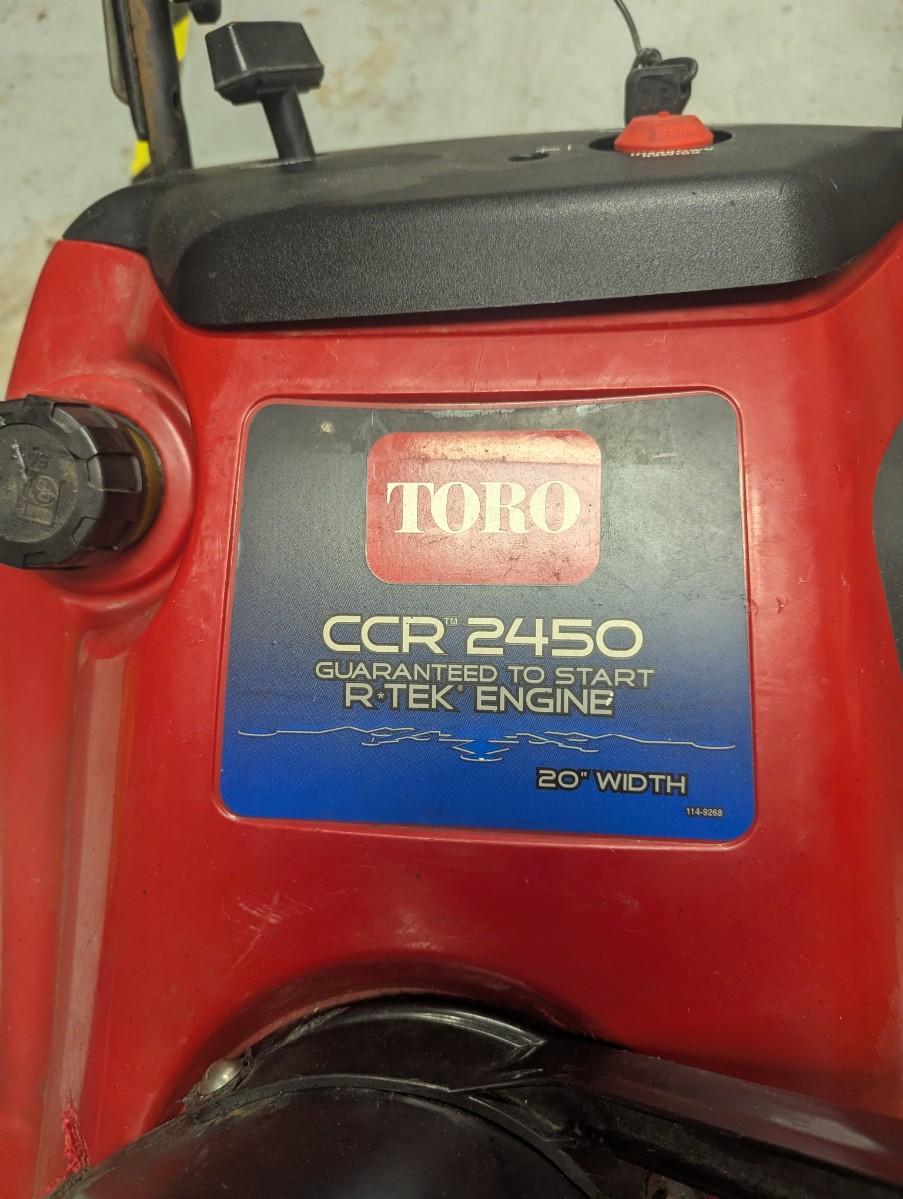 TORO
CCR™ 2450
GUARANTEED TO START
R*TEK® ENGINE
20" WIDTH
114-9268